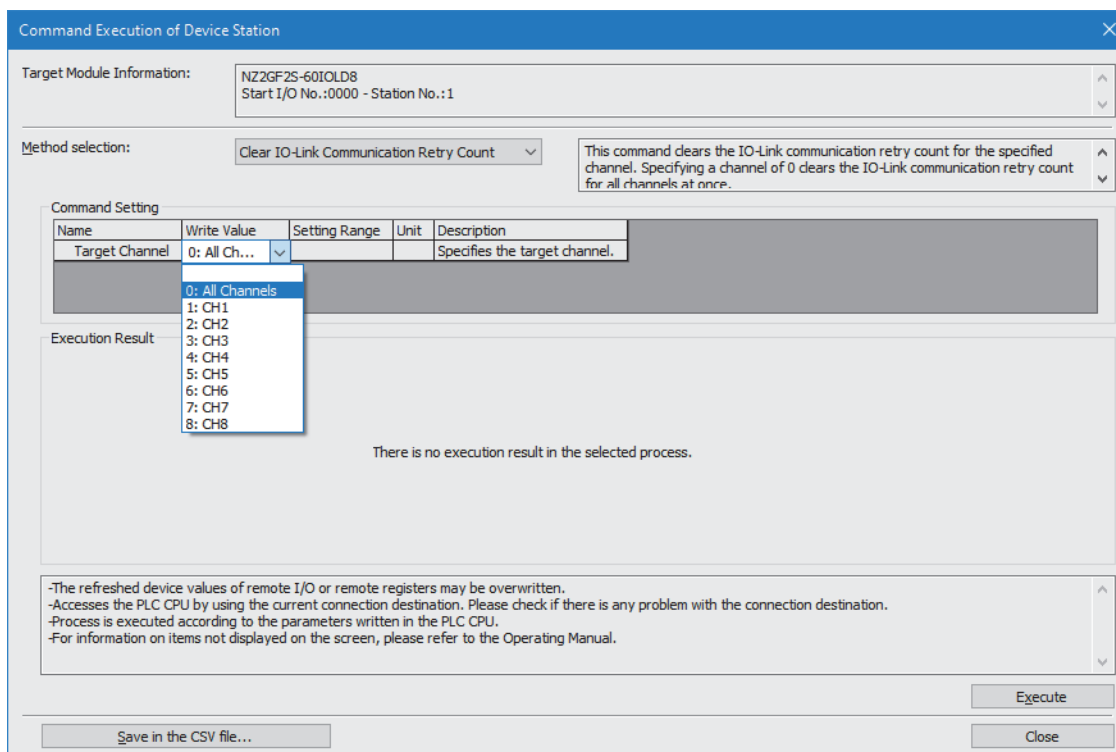 Command Execution of Device Station
Target Module Information:
NZ2GF2S-60IOLD8
Start I/O No.:0000 - Station No.:1
Method selection:
Clear IO-Link Communication Retry Count
This command clears the IO-Link communication retry count for the specified
channel. Specifying a channel of 0 clears the IO-Link communication retry count
for all channels at once.
Command Setting
Name Write Value Setting Range Unit Description
Target Channel 0: All Ch... Specifies the target channel.
0: All Channels
1: CH1
2: CH2
3: CH3
4: CH4
5: CH5
6: CH6
7: CH7
8: CH8
Execution Result
There is no execution result in the selected process.
-The refreshed device values of remote I/O or remote registers may be overwritten.
-Accesses the PLC CPU by using the current connection destination. Please check if there is any problem with the connection destination.
-Process is executed according to the parameters written in the PLC CPU.
-For information on items not displayed on the screen, please refer to the Operating Manual.
Execute
Save in the CSV file...
Close